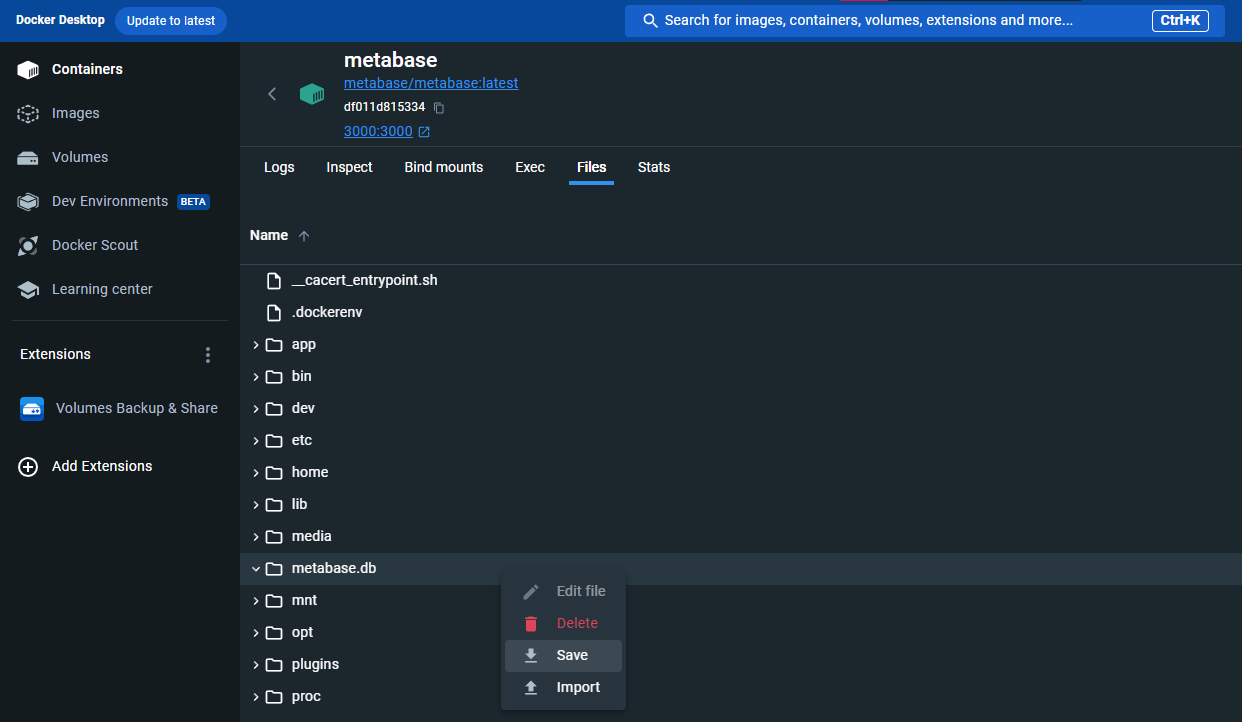 Docker Desktop
Update to latest
Search for images, containers, volumes, extensions and more...
Ctrl+K
Containers
Images
Volumes
Dev Environments BETA
Docker Scout
Learning center
Extensions
Volumes Backup & Share
Add Extensions
metabase
metabase/metabase:latest
df011d815334
3000:3000
Logs Inspect Bind mounts Exec Files Stats
Name
__cacert_entrypoint.sh
.dockerenv
app
bin
dev
etc
home
lib
media
metabase.db
mnt
opt
plugins
proc
Edit file
Delete
Save
Import